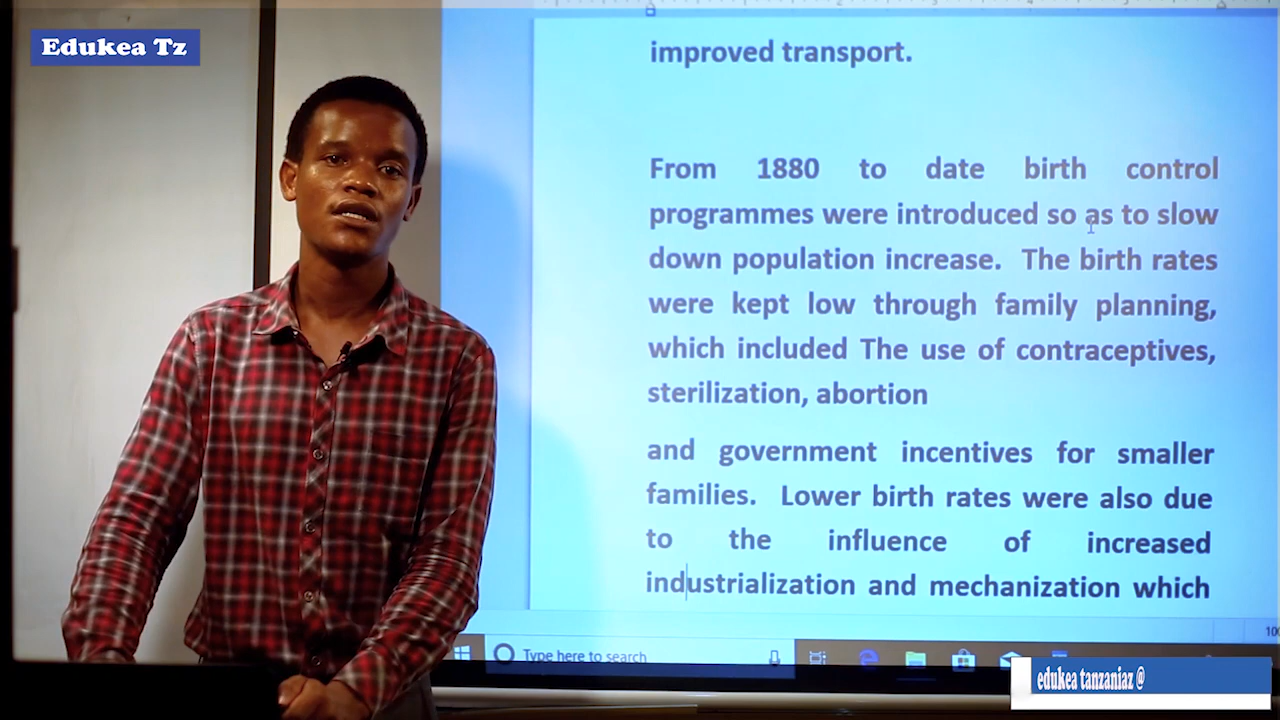 Edukea Tz
improved transport.
From 1880 to date birth control
programmes were introduced so as to slow
down population increase. The birth rates
were kept low through family planning,
which included The use of contraceptives,
sterilization, abortion
and government incentives for smaller
families. Lower birth rates were also due
to the influence of increased
industrialization and mechanization which
Type here to search
edukea tanzaniaz @